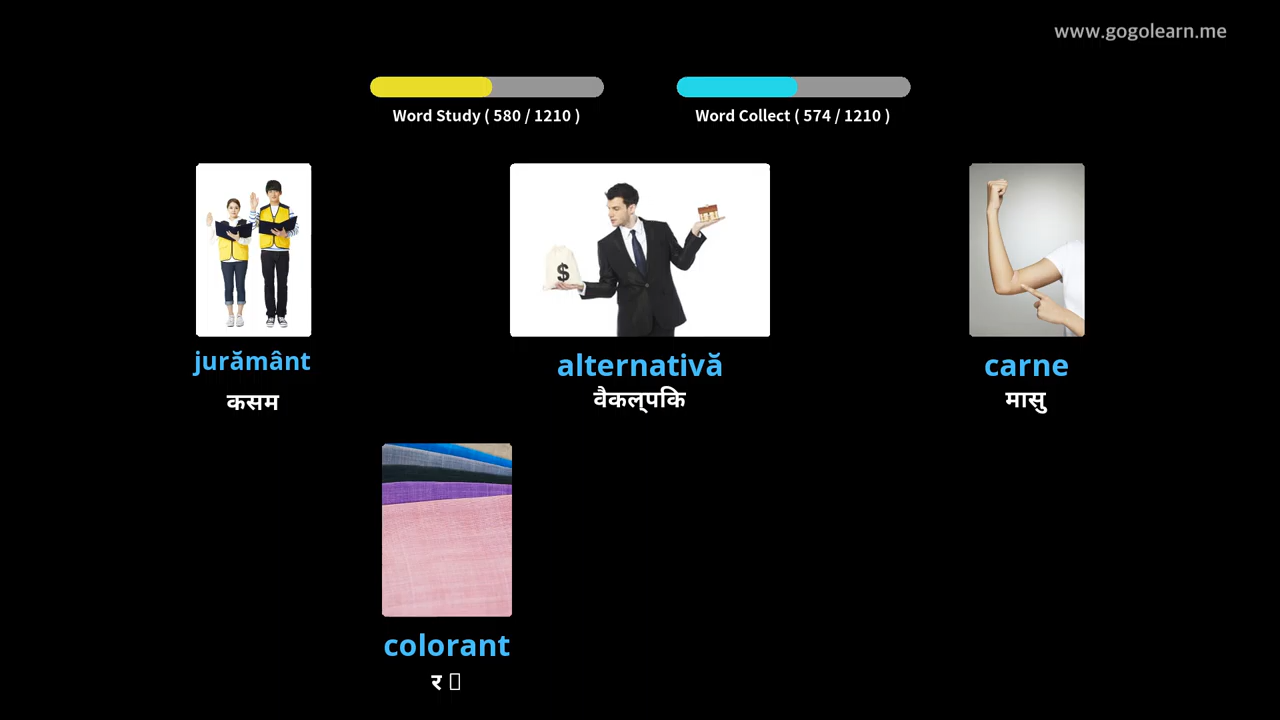 www.gogolearn.me
Word Study ( 580 / 1210 )
Word Collect ( 574 / 1210 )
$
jurământ
alternativă
carne
कसम
वैकल्पकि
मासु
colorant
र